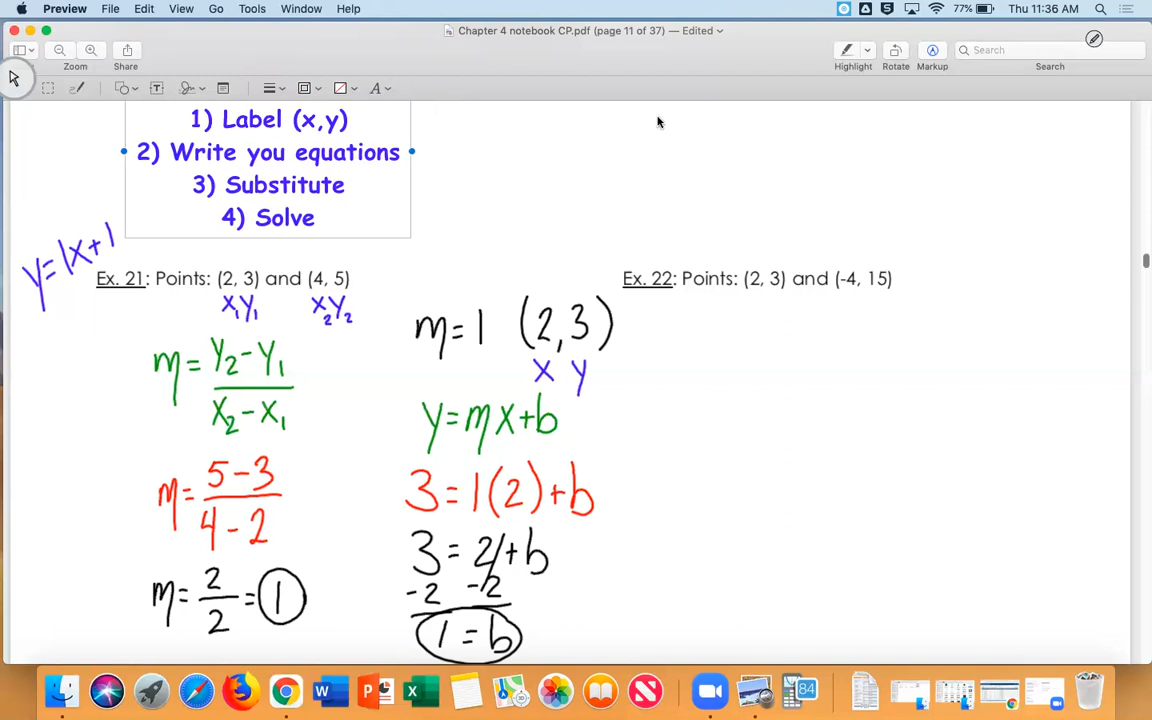 Preview File Edit View Go Tools Window Help 77% Thu 11:36 AM
Chapter 4 notebook CP.pdf (page 11 of 37) — Edited
Search
Zoom Share Highlight Rotate Markup Search
1) Label (x,y)
2) Write you equations
3) Substitute
4) Solve
y=1x+1
Ex. 21: Points: (2, 3) and (4, 5)
x₁y₁ x₂y₂
m = y₂-y₁
x₂-x₁
m = 5-3
4-2
m = 2
2
= 1
m=1 (2,3)
x y
y=mx+b
3=1(2)+b
3=2+b
-2 -2
1=b
Ex. 22: Points: (2, 3) and (-4, 15)
W P X 84